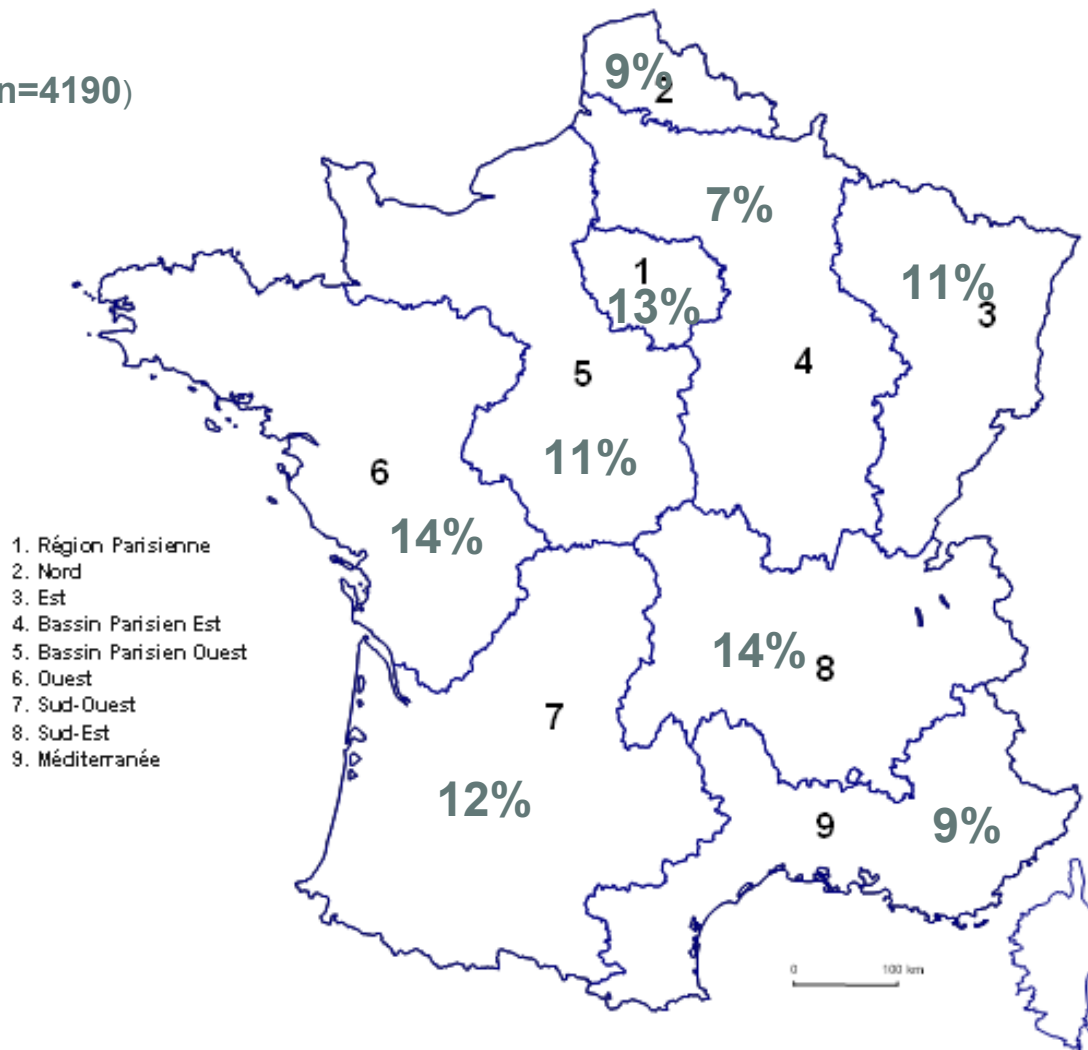 n=4190)
9%
2
7%
1
13%
11%
3
5
4
11%
6
14%
1. Région Parisienne
2. Nord
3. Est
4. Bassin Parisien Est
5. Bassin Parisien Ouest
6. Ouest
7. Sud-Ouest
8. Sud-Est
9. Méditerranée
14%
8
7
12%
9
9%
0 100 km